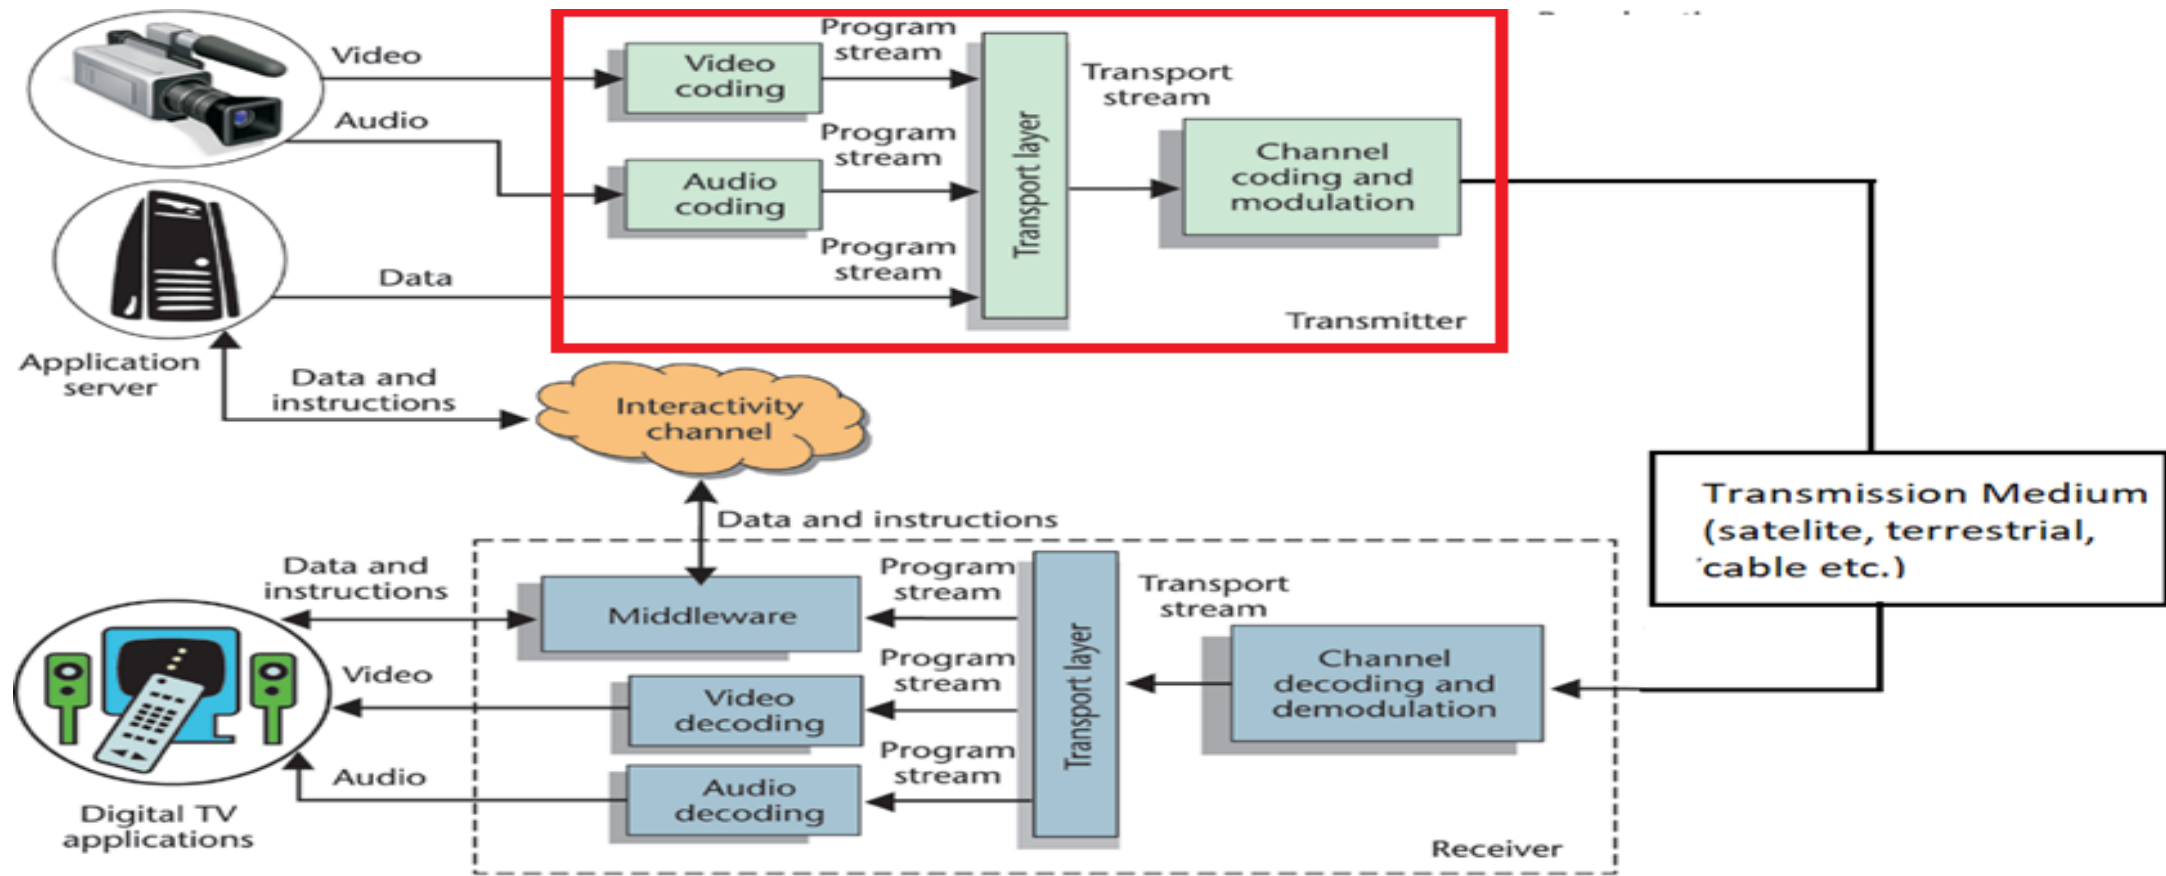 Video
Audio
Data
Application
server
Data and
instructions
Video
coding
Audio
coding
Program
stream
Program
stream
Program
stream
Transport layer
Transport
stream
Channel
coding and
modulation
Transmitter
Interactivity
channel
Data and instructions
Transmission Medium
(satelite, terrestrial,
cable etc.)
Data and
instructions
Video
Audio
Digital TV
applications
Middleware
Video
decoding
Audio
decoding
Program
stream
Program
stream
Program
stream
Transport layer
Transport
stream
Channel
decoding and
demodulation
Receiver